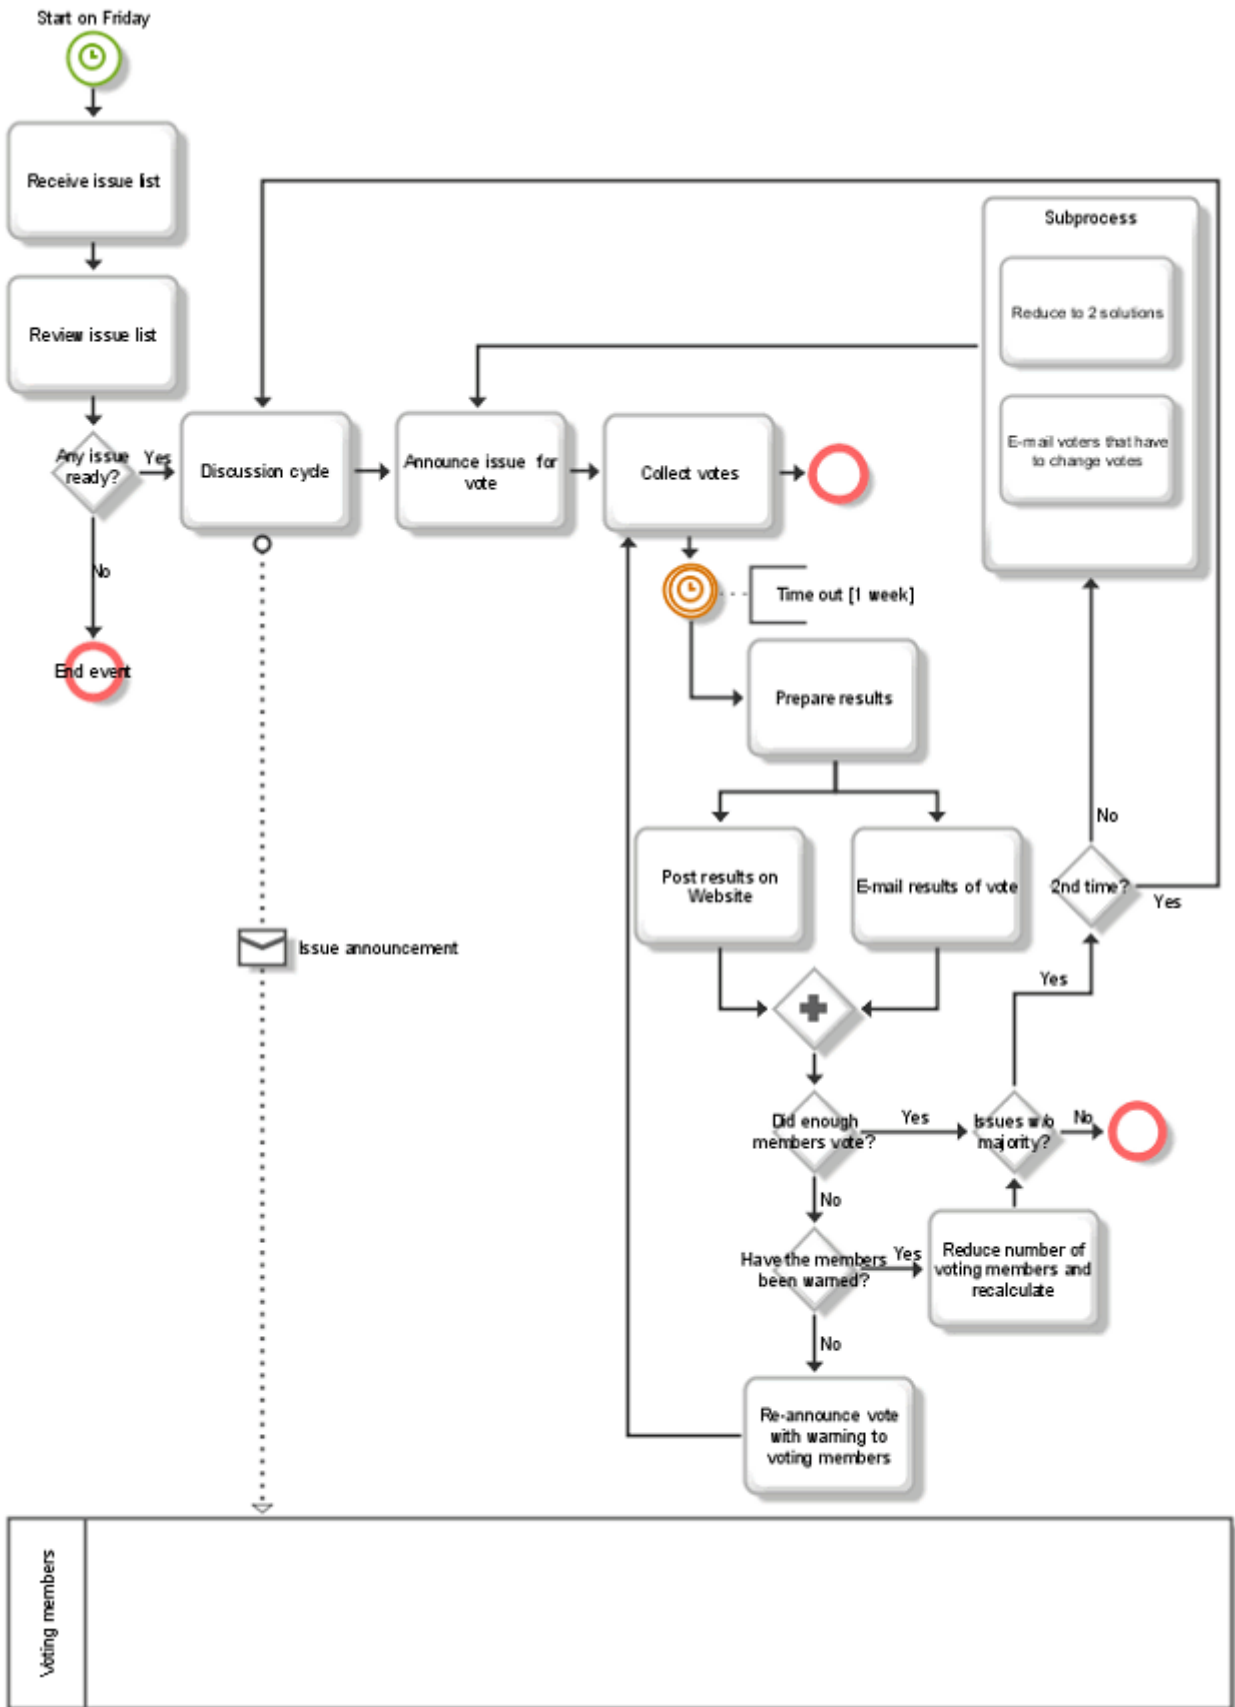 Start on Friday
Receive issue list
Review issue list
Any issue
ready?
Yes
No
End event
Discussion cycle
Announce issue for
vote
Collect votes
Subprocess
Reduce to 2 solutions
E-mail voters that have
to change votes
Time out [1 week]
Prepare results
Post results on
Website
E-mail results of vote
No
2nd time?
Yes
Issue announcement
Yes
Did enough
members vote?
Yes
Issues w/o
majority?
No
No
Have the members
been warned?
Yes
Reduce number of
voting members and
recalculate
No
Re-announce vote
with warning to
voting members
Voting members